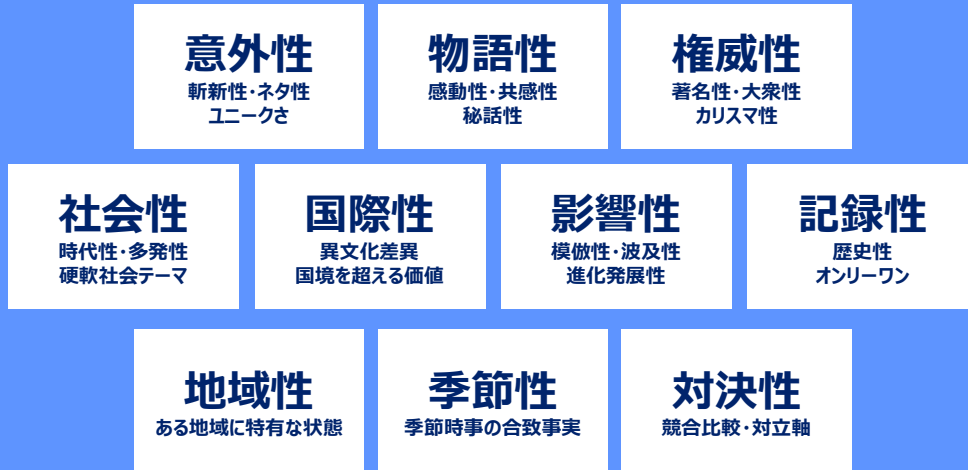 意外性
斬新性・ネタ性
ユニークさ
物語性
感動性・共感性
秘話性
権威性
著名性・大衆性
カリスマ性
社会性
時代性・多発性
硬軟社会テーマ
国際性
異文化差異
国境を超える価値
影響性
模倣性・波及性
進化発展性
記録性
歴史性
オンリーワン
地域性
ある地域に特有な状態
季節性
季節時事の合致事実
対決性
競合比較・対立軸